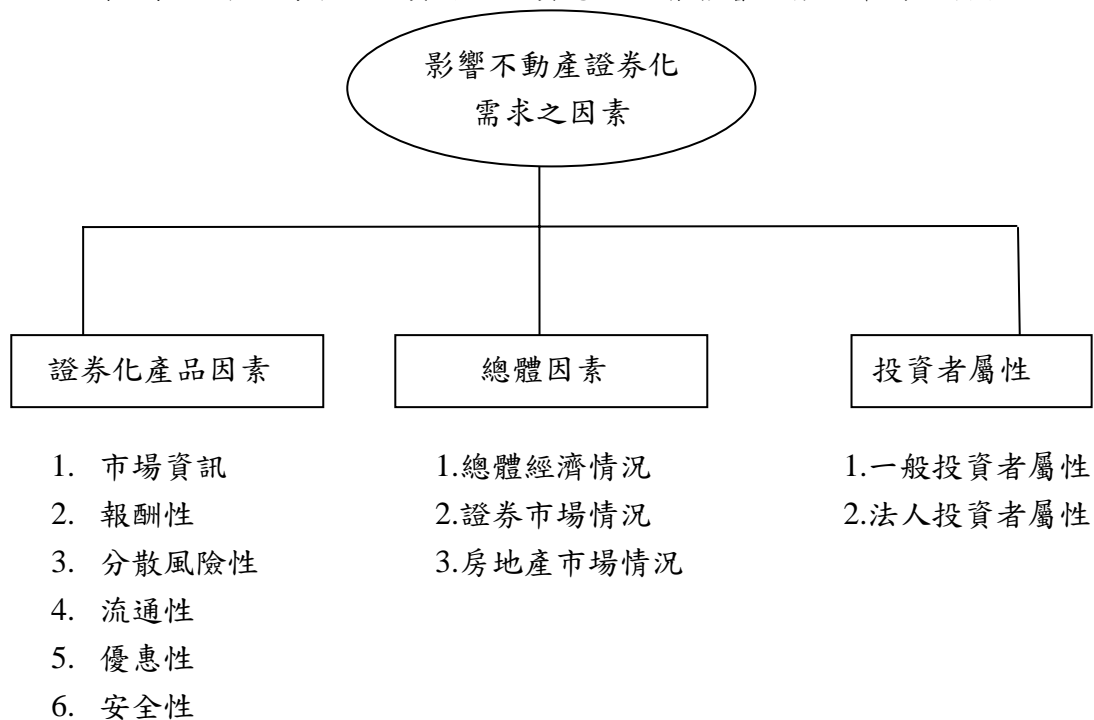 影響不動產證券化
需求之因素
證券化產品因素
總體因素
投資者屬性
1. 市場資訊
2. 報酬性
3. 分散風險性
4. 流通性
5. 優惠性
6. 安全性
1.總體經濟情況
2.證券市場情況
3.房地產市場情況
1.一般投資者屬性
2.法人投資者屬性